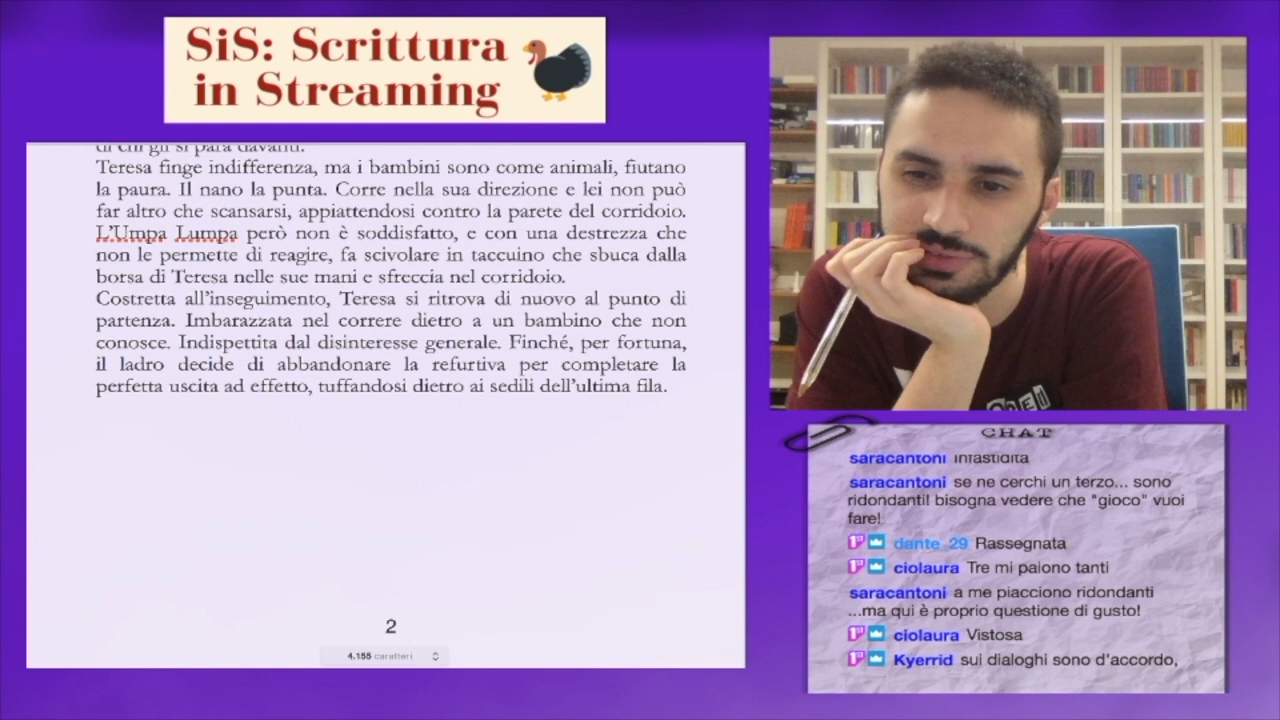 SiS: Scrittura
in Streaming
di chi gli si para davanti.
Teresa finge indifferenza, ma i bambini sono come animali, fiutano
la paura. Il nano la punta. Corre nella sua direzione e lei non può
far altro che scansarsi, appiattendosi contro la parete del corridoio.
L'Umpa Lumpa però non è soddisfatto, e con una destrezza che
non le permette di reagire, fa scivolare in taccuino che sbuca dalla
borsa di Teresa nelle sue mani e sfreccia nel corridoio.
Costretta all'inseguimento, Teresa si ritrova di nuovo al punto di
partenza. Imbarazzata nel correre dietro a un bambino che non
conosce. Indispettita dal disinteresse generale. Finché, per fortuna,
il ladro decide di abbandonare la refurtiva per completare la
perfetta uscita ad effetto, tuffandosi dietro ai sedili dell'ultima fila.
2
4.155 caratteri
CHAT
saracantoni Infastidita
saracantoni se ne cerchi un terzo... sono
ridondanti! bisogna vedere che "gioco" vuoi
fare!
dante_29 Rassegnata
ciolaura Tre mi paiono tanti
saracantoni a me piacciono ridondanti
...ma qui è proprio questione di gusto!
ciolaura Vistosa
Kyerrid sui dialoghi sono d'accordo,